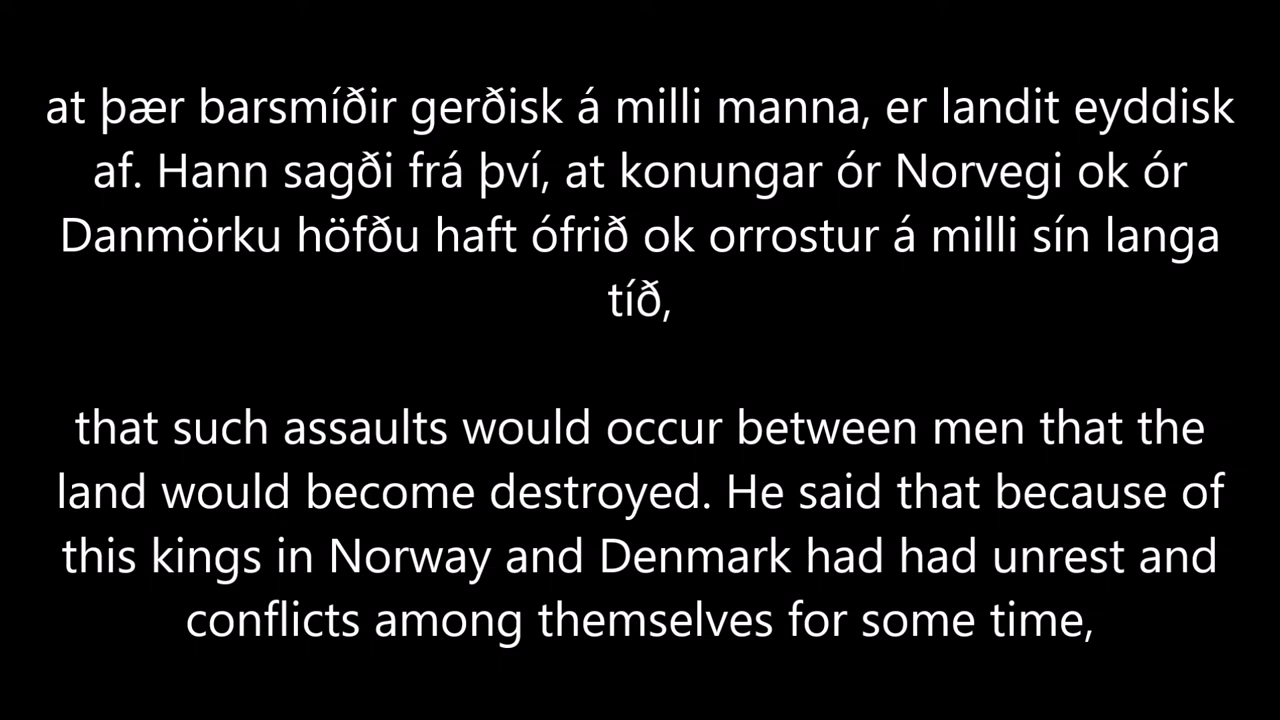 at þær barsmíðir gerðisk á milli manna, er landit eyddisk
af. Hann sagði frá því, at konungar ór Norvegi ok ór
Danmörku höfðu haft ófrið ok orrostur á milli sín langa
tíð,
that such assaults would occur between men that the
land would become destroyed. He said that because of
this kings in Norway and Denmark had had unrest and
conflicts among themselves for some time,